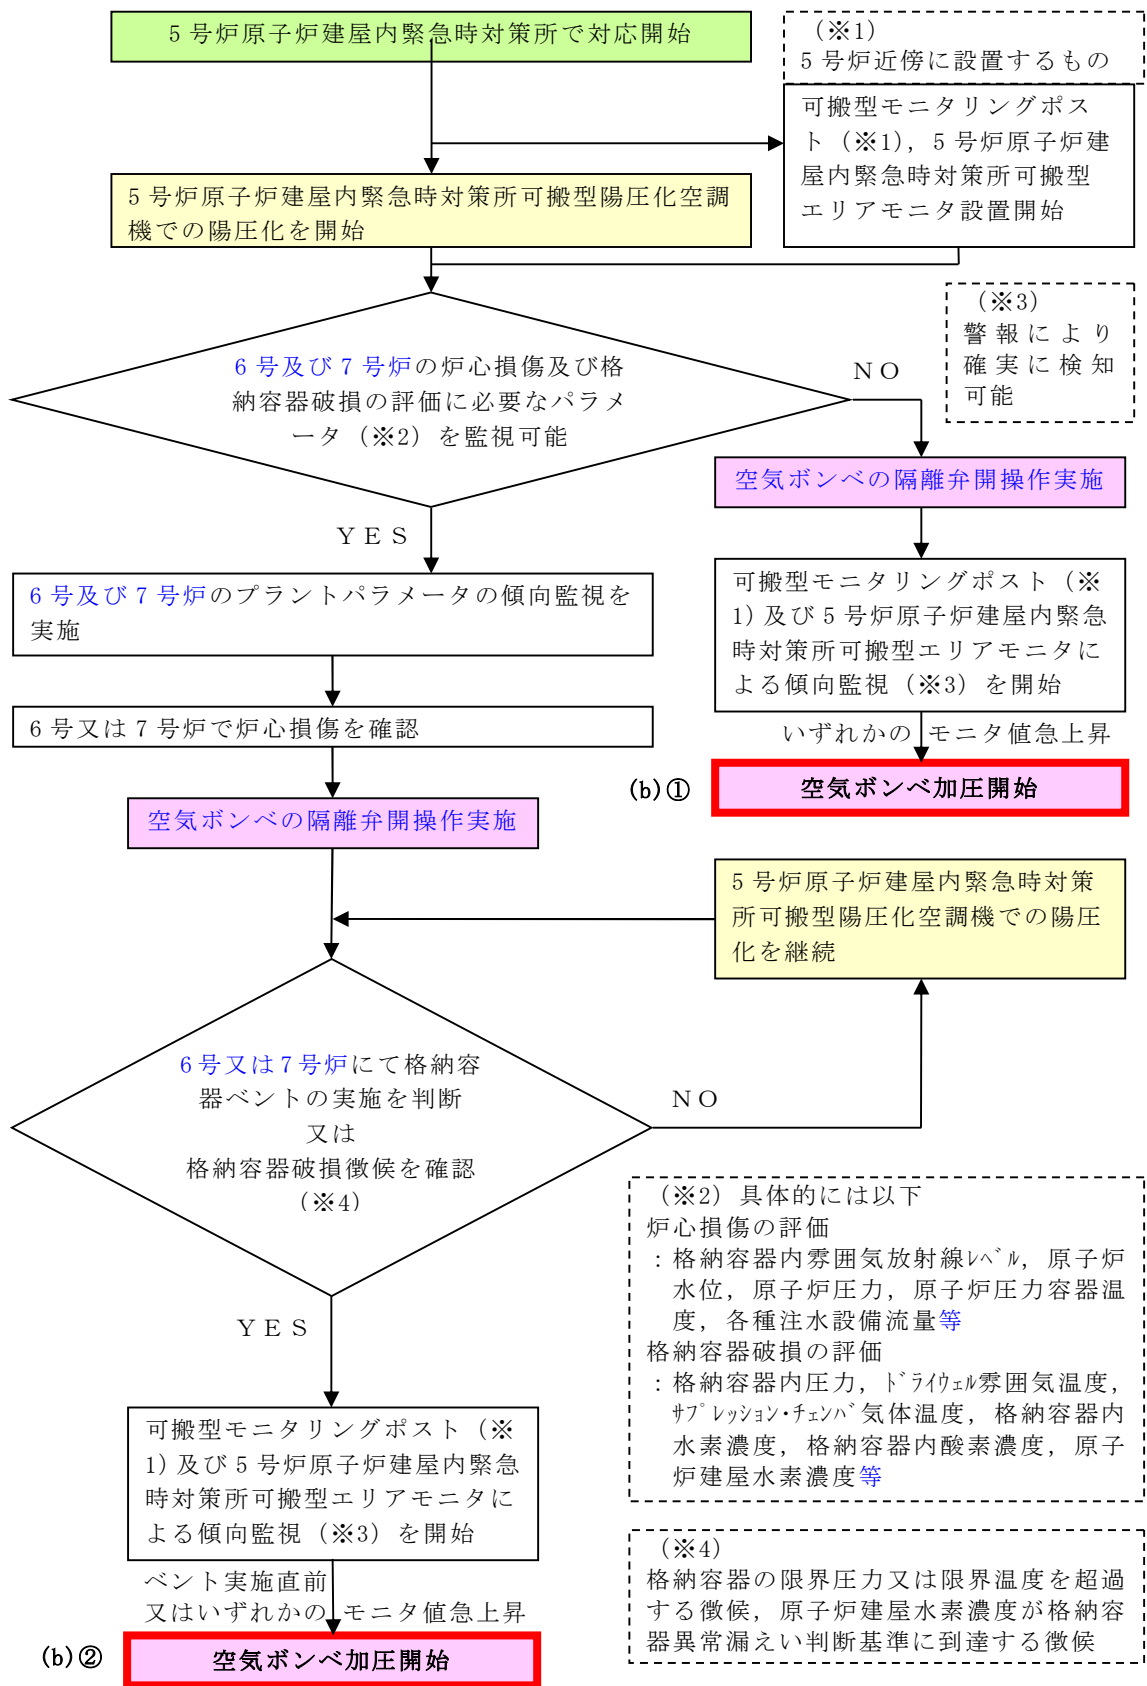 5号炉原子炉建屋内緊急時対策所で対応開始
（※1）
5号炉近傍に設置するもの
可搬型モニタリングポス
ト（※1），5号炉原子炉建
屋内緊急時対策所可搬型
エリアモニタ設置開始
5号炉原子炉建屋内緊急時対策所可搬型陽圧化空調
機での陽圧化を開始
（※3）
警報により
確実に検知
可能
6号及び7号炉の炉心損傷及び格
納容器破損の評価に必要なパラメ
ータ（※2）を監視可能
ＮＯ
ＹＥＳ
空気ボンベの隔離弁開操作実施
可搬型モニタリングポスト（※
1)及び5号炉原子炉建屋内緊急
時対策所可搬型エリアモニタに
よる傾向監視（※3）を開始
いずれかの モニタ値急上昇
(b)①
空気ボンベ加圧開始
6号及び7号炉のプラントパラメータの傾向監視を
実施
6号又は7号炉で炉心損傷を確認
空気ボンベの隔離弁開操作実施
5号炉原子炉建屋内緊急時対策
所可搬型陽圧化空調機での陽圧
化を継続
6号又は7号炉にて格納容
器ベントの実施を判断
又は
格納容器破損徴候を確認
（※4）
ＮＯ
ＹＥＳ
（※2）具体的には以下
炉心損傷の評価
：格納容器内雰囲気放射線ﾚﾍﾞﾙ，原子炉
水位，原子炉圧力，原子炉圧力容器温
度，各種注水設備流量等
格納容器破損の評価
：格納容器内圧力，ﾄﾞﾗｲｳｪﾙ雰囲気温度，
ｻﾌﾟﾚｯｼｮﾝ･ﾁｪﾝﾊﾞ気体温度，格納容器内
水素濃度，格納容器内酸素濃度，原子
炉建屋水素濃度等
可搬型モニタリングポスト（※
1)及び5号炉原子炉建屋内緊急
時対策所可搬型エリアモニタに
よる傾向監視（※3）を開始
ベント実施直前
又はいずれかの モニタ値急上昇
(b)②
空気ボンベ加圧開始
（※4）
格納容器の限界圧力又は限界温度を超過
する徴候，原子炉建屋水素濃度が格納容
器異常漏えい判断基準に到達する徴候